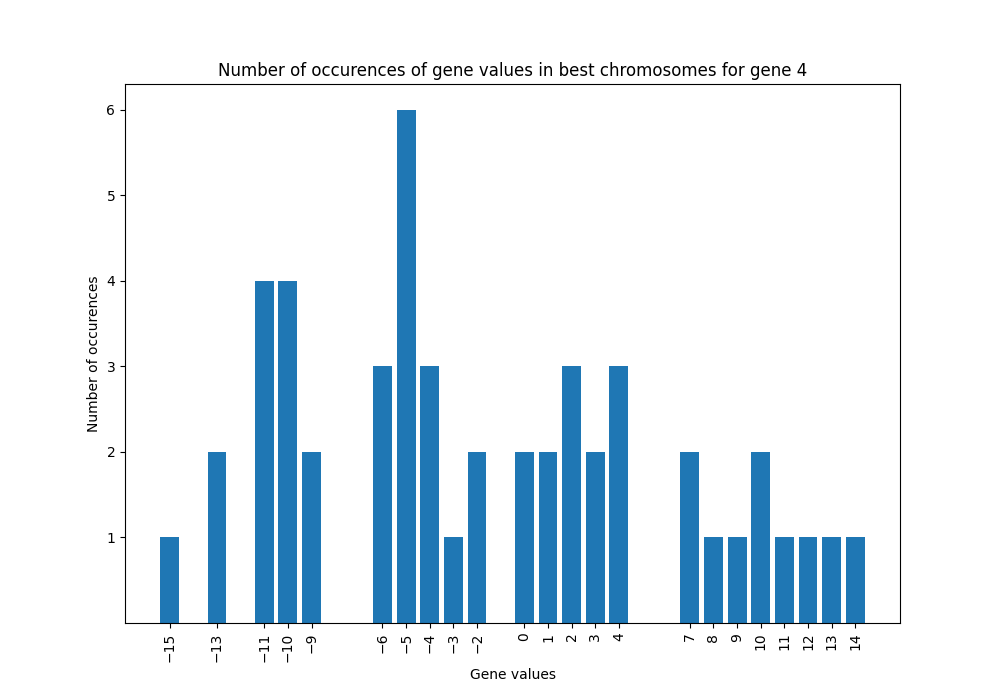 Number of occurences of gene values in best chromosomes for gene 4
Number of occurences
6
5
4
3
2
1
−15 −13 −11 −10 −9 −6 −5 −4 −3 −2 0 1 2 3 4 7 8 9 10 11 12 13 14
Gene values